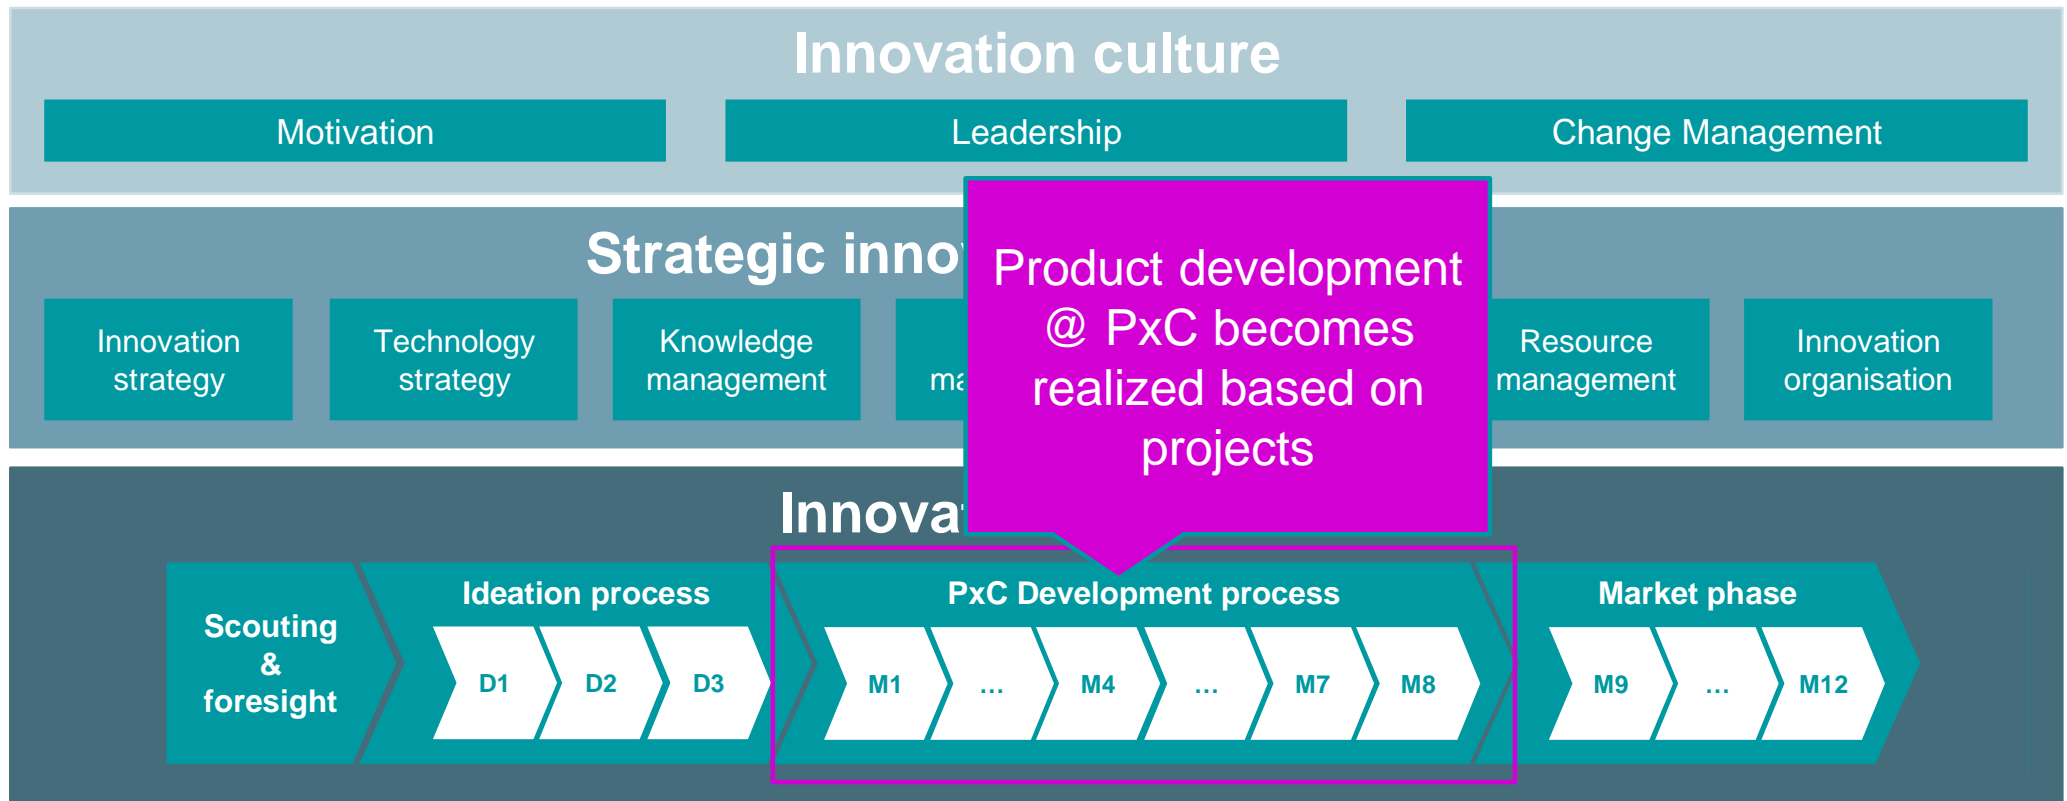 Innovation culture
Motivation
Leadership
Change Management
Strategic
Product development
@ PxC becomes
realized based on
projects
Innovation
strategy
Technology
strategy
Knowledge
management
Resource
management
Innovation
organisation
Scouting
&
foresight
Ideation process
D1
D2
D3
PxC Development process
M1
...
M4
...
M7
M8
Market phase
M9
...
M12